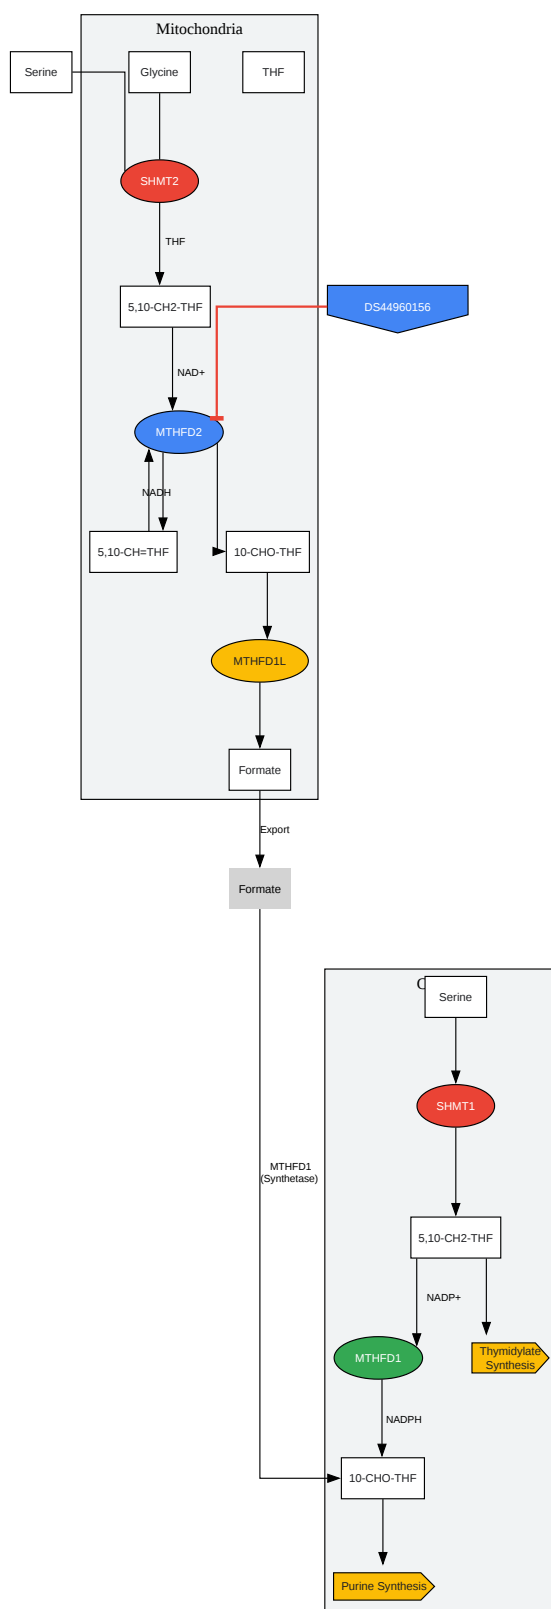 Mitochondria
Serine
Glycine
THF
SHMT2
THF
5,10-CH2-THF
DS44960156
NAD+
MTHFD2
NADH
5,10-CH=THF
10-CHO-THF
MTHFD1L
Formate
Export
Formate
Serine
SHMT1
MTHFD1
(Synthetase)
5,10-CH2-THF
NADP+
MTHFD1
Thymidylate
Synthesis
NADPH
10-CHO-THF
Purine Synthesis